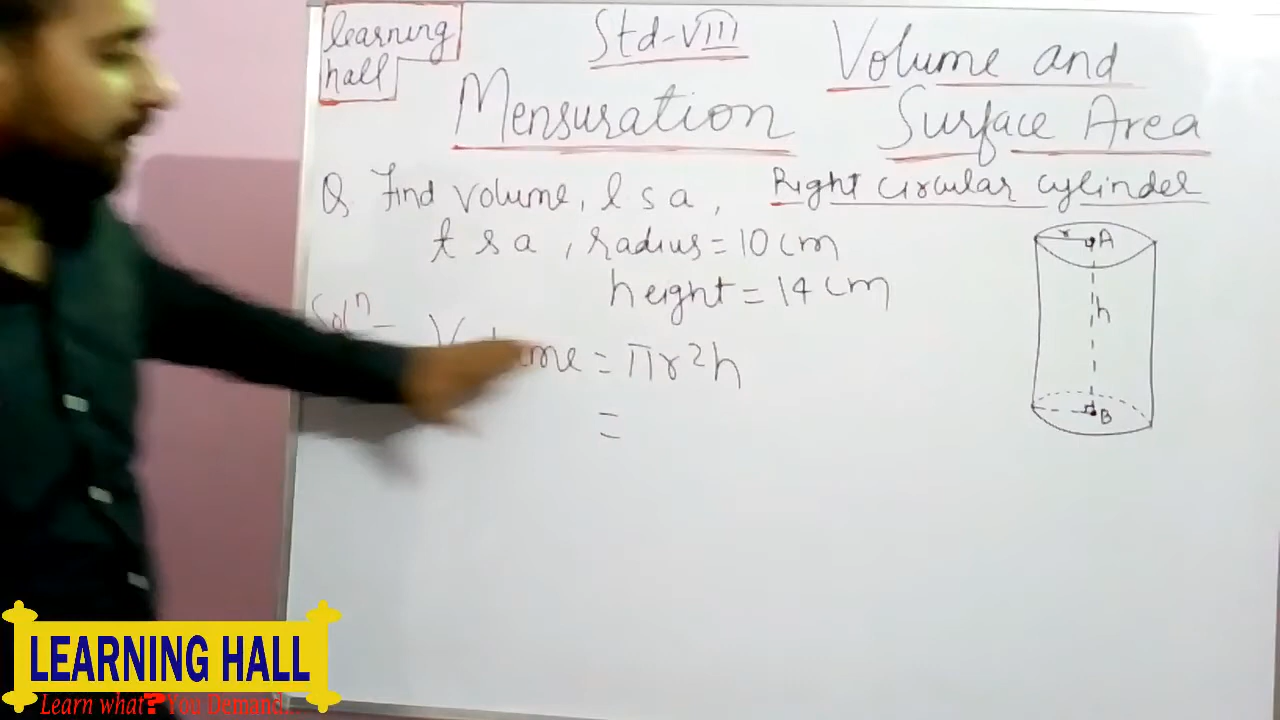 learning
hall
Std-VIII
Mensuration
Volume and
Surface Area
Right circular cylinder
Q Find volume, l s a,
t s a, radius = 10 cm
height = 14 cm
Solⁿ-
= πr²h
=
r
A
h
B
LEARNING HALL
Learn what? You Demand...